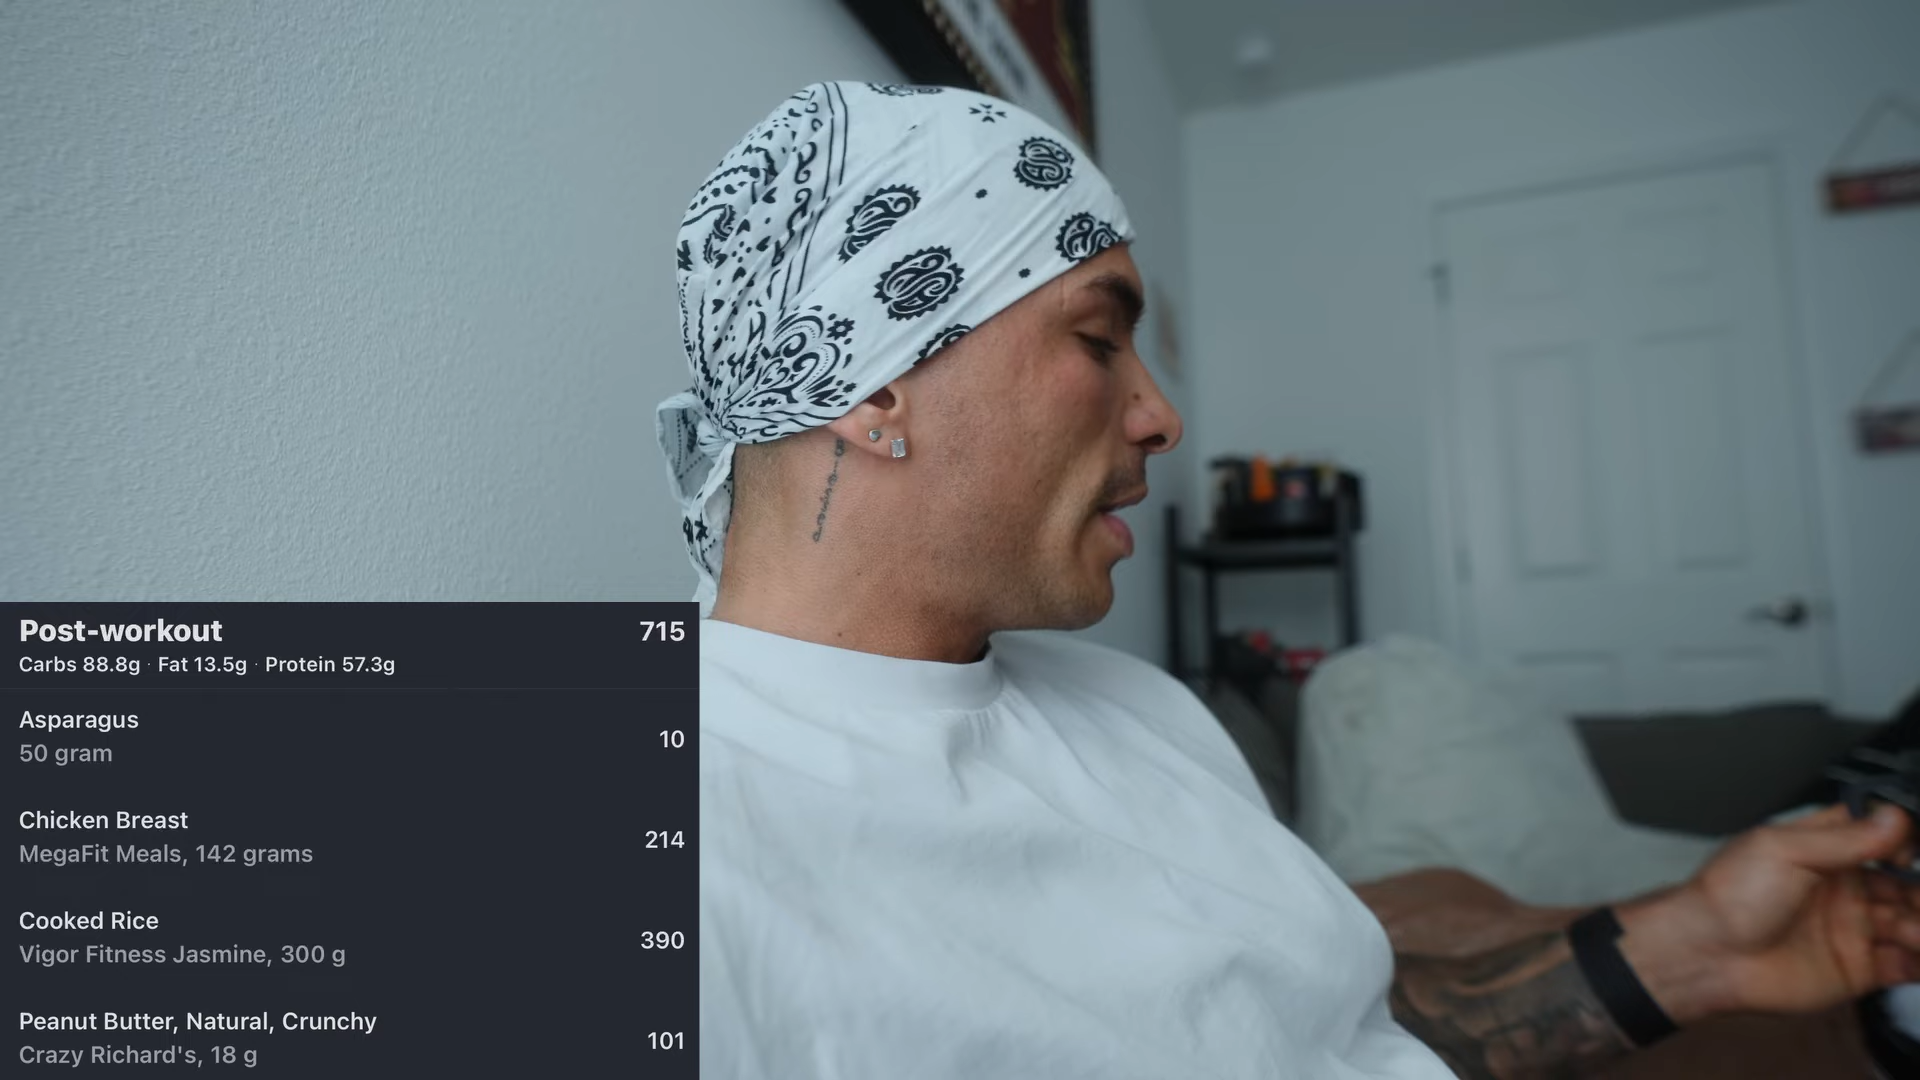 Post-workout 715
Carbs 88.8g · Fat 13.5g · Protein 57.3g
Asparagus
50 gram
10
Chicken Breast
MegaFit Meals, 142 grams
214
Cooked Rice
Vigor Fitness Jasmine, 300 g
390
Peanut Butter, Natural, Crunchy
Crazy Richard's, 18 g
101